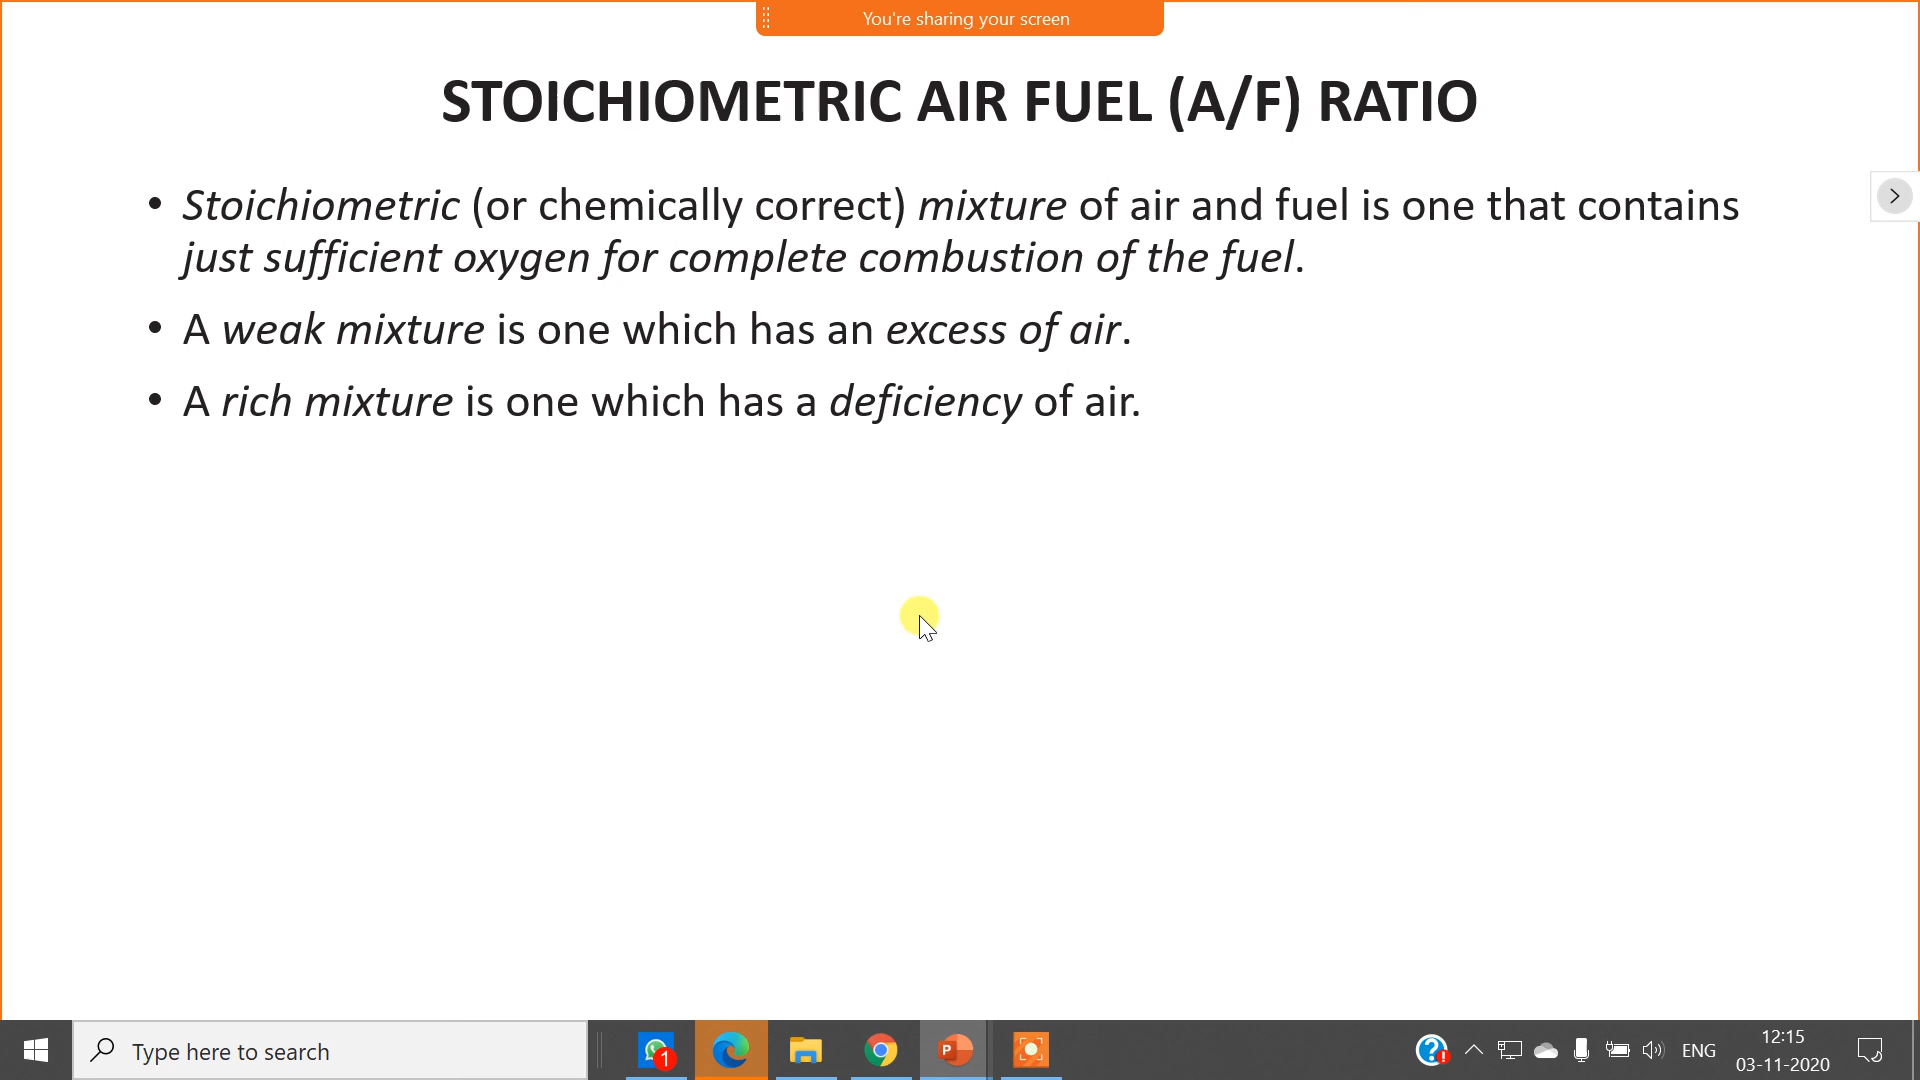 You're sharing your screen
STOICHIOMETRIC AIR FUEL (A/F) RATIO
• Stoichiometric (or chemically correct) mixture of air and fuel is one that contains
just sufficient oxygen for complete combustion of the fuel.
• A weak mixture is one which has an excess of air.
• A rich mixture is one which has a deficiency of air.
Type here to search
1
P
ENG
12:15
03-11-2020